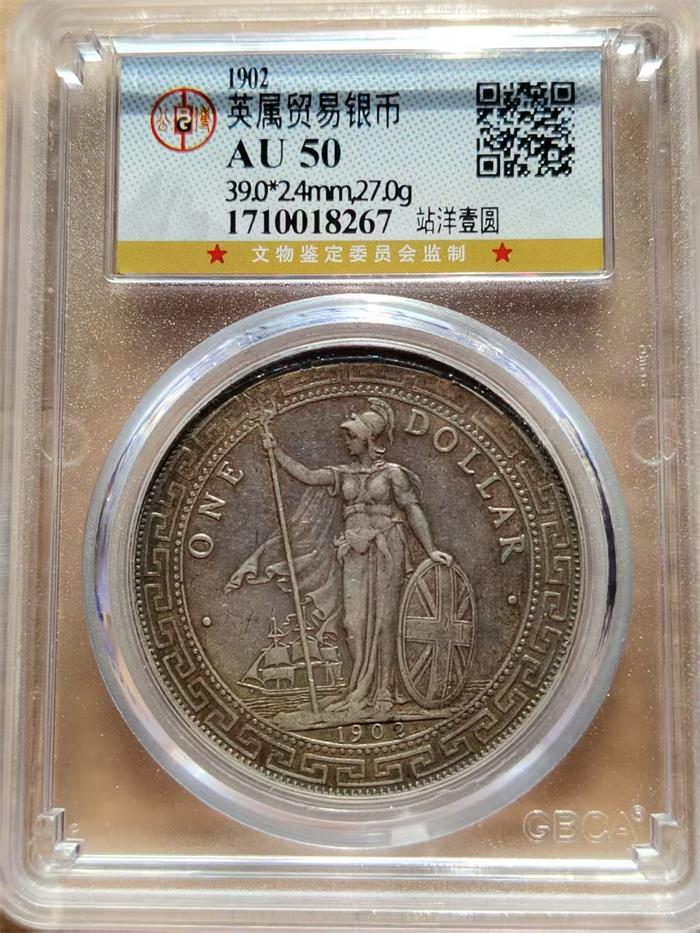 1902
英属贸易银币
AU 50
39.0*2.4mm,27.0g
1710018267 站洋壹圆
★ 文物鉴定委员会监制 ★
ONE DOLLAR
1902
GBCA